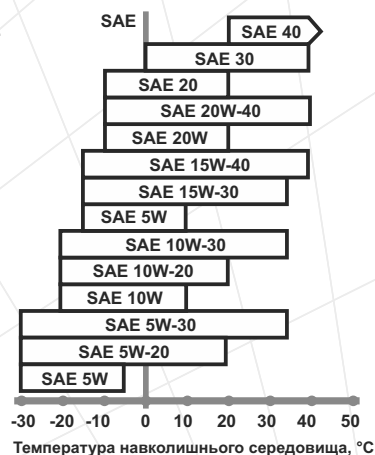 SAE
SAE 40
SAE 30
SAE 20
SAE 20W-40
SAE 20W
SAE 15W-40
SAE 15W-30
SAE 5W
SAE 10W-30
SAE 10W-20
SAE 10W
SAE 5W-30
SAE 5W-20
SAE 5W
-30 -20 -10 0 10 20 30 40 50
Температура навколишнього середовища, °C